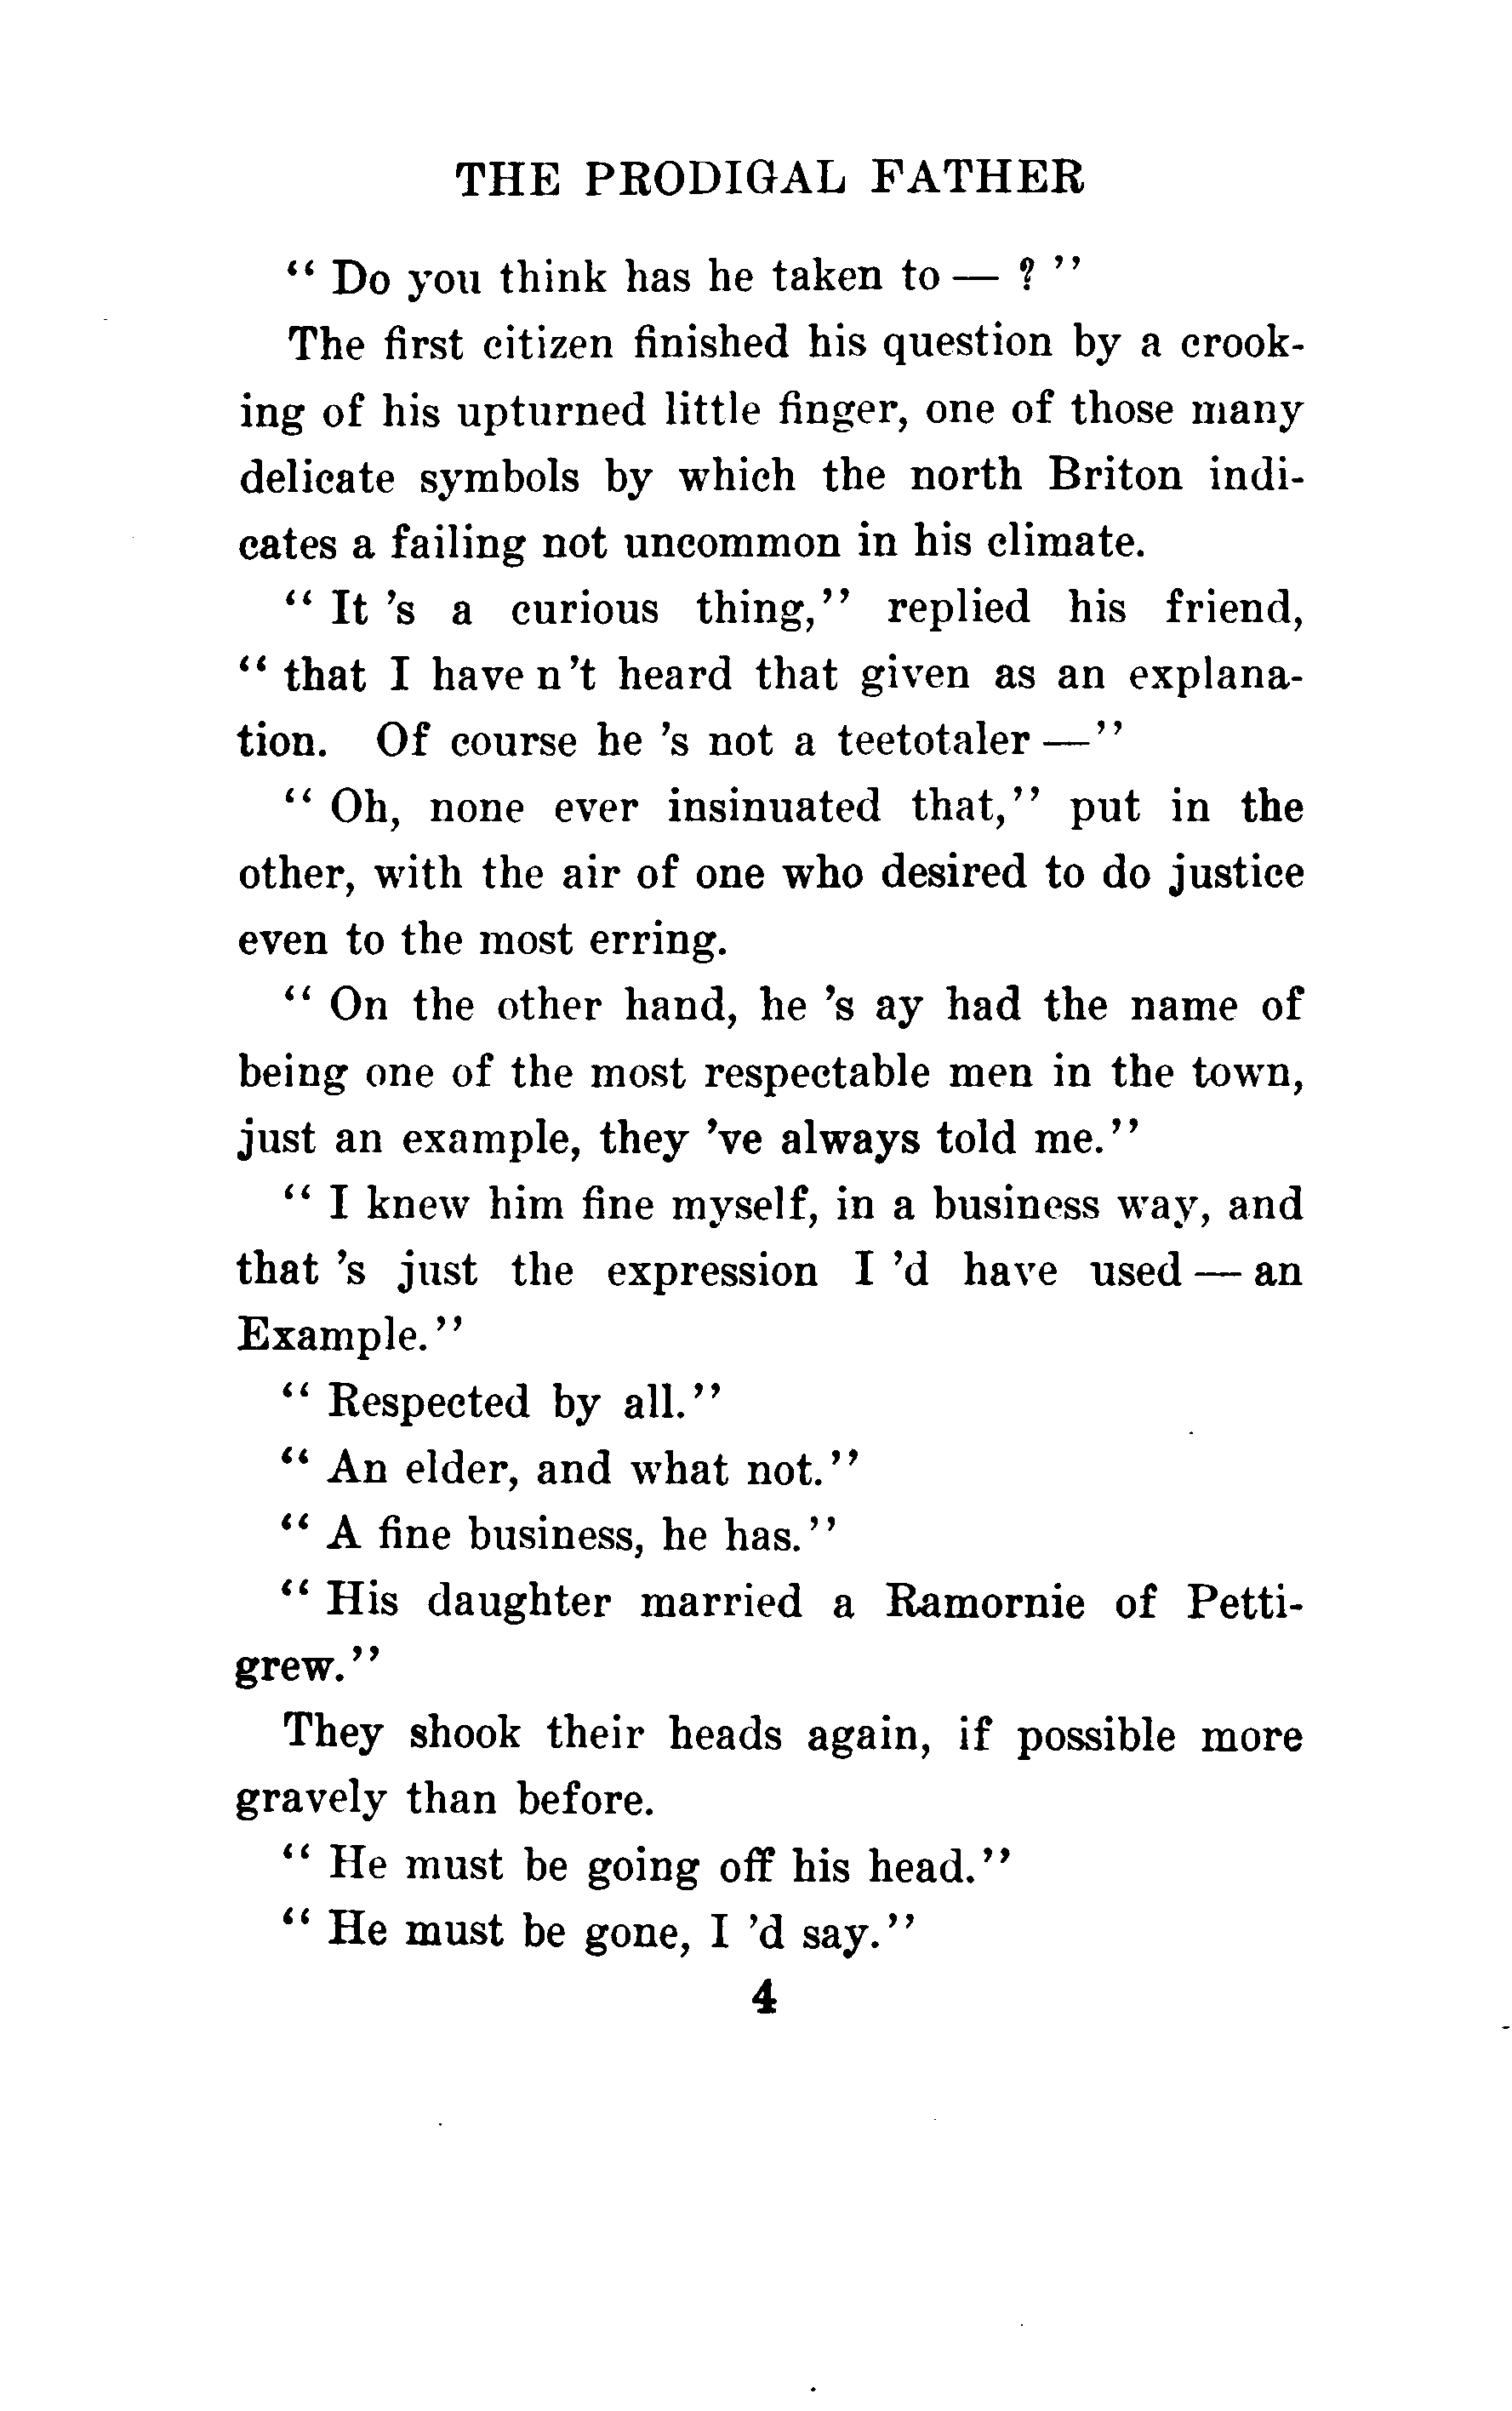 THE PRODIGAL FATHER
“ Do you think has he taken to — ? ”
The first citizen finished his question by a crook-
ing of his upturned little finger, one of those many
delicate symbols by which the north Briton indi-
cates a failing not uncommon in his climate.
“ It 's a curious thing,” replied his friend,
“ that I have n't heard that given as an explana-
tion. Of course he 's not a teetotaler —”
“ Oh, none ever insinuated that,” put in the
other, with the air of one who desired to do justice
even to the most erring.
“ On the other hand, he 's ay had the name of
being one of the most respectable men in the town,
just an example, they 've always told me.”
“ I knew him fine myself, in a business way, and
that 's just the expression I 'd have used — an
Example.”
“ Respected by all.”
“ An elder, and what not.”
“ A fine business, he has.”
“ His daughter married a Ramornie of Petti-
grew.”
They shook their heads again, if possible more
gravely than before.
“ He must be going off his head.”
“ He must be gone, I 'd say.”
4